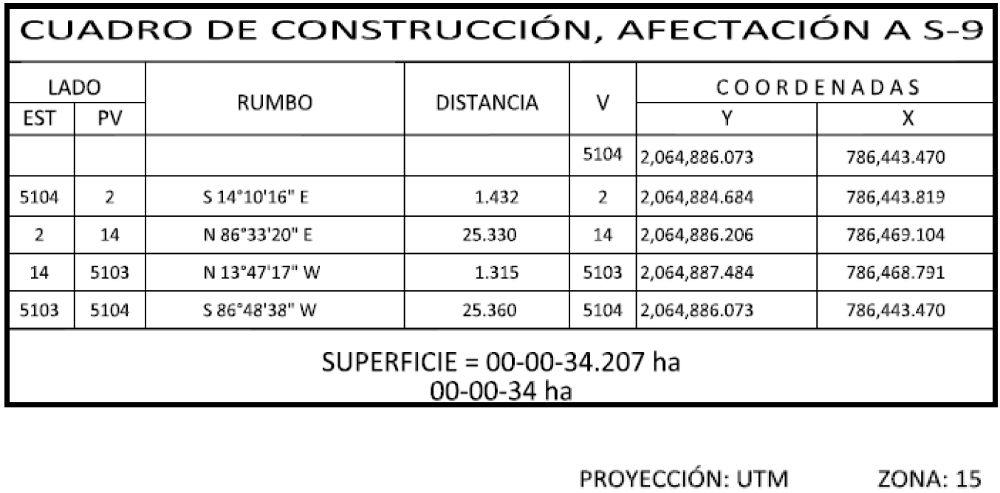 CUADRO DE CONSTRUCCIÓN, AFECTACIÓN A S-9
LADO RUMBO DISTANCIA V COORDENADAS
EST PV Y X
5104 2,064,886.073 786,443.470
5104 2 S 14°10'16" E 1.432 2 2,064,884.684 786,443.819
2 14 N 86°33'20" E 25.330 14 2,064,886.206 786,469.104
14 5103 N 13°47'17" W 1.315 5103 2,064,887.484 786,468.791
5103 5104 S 86°48'38" W 25.360 5104 2,064,886.073 786,443.470
SUPERFICIE = 00-00-34.207 ha
00-00-34 ha
PROYECCIÓN: UTM ZONA: 15